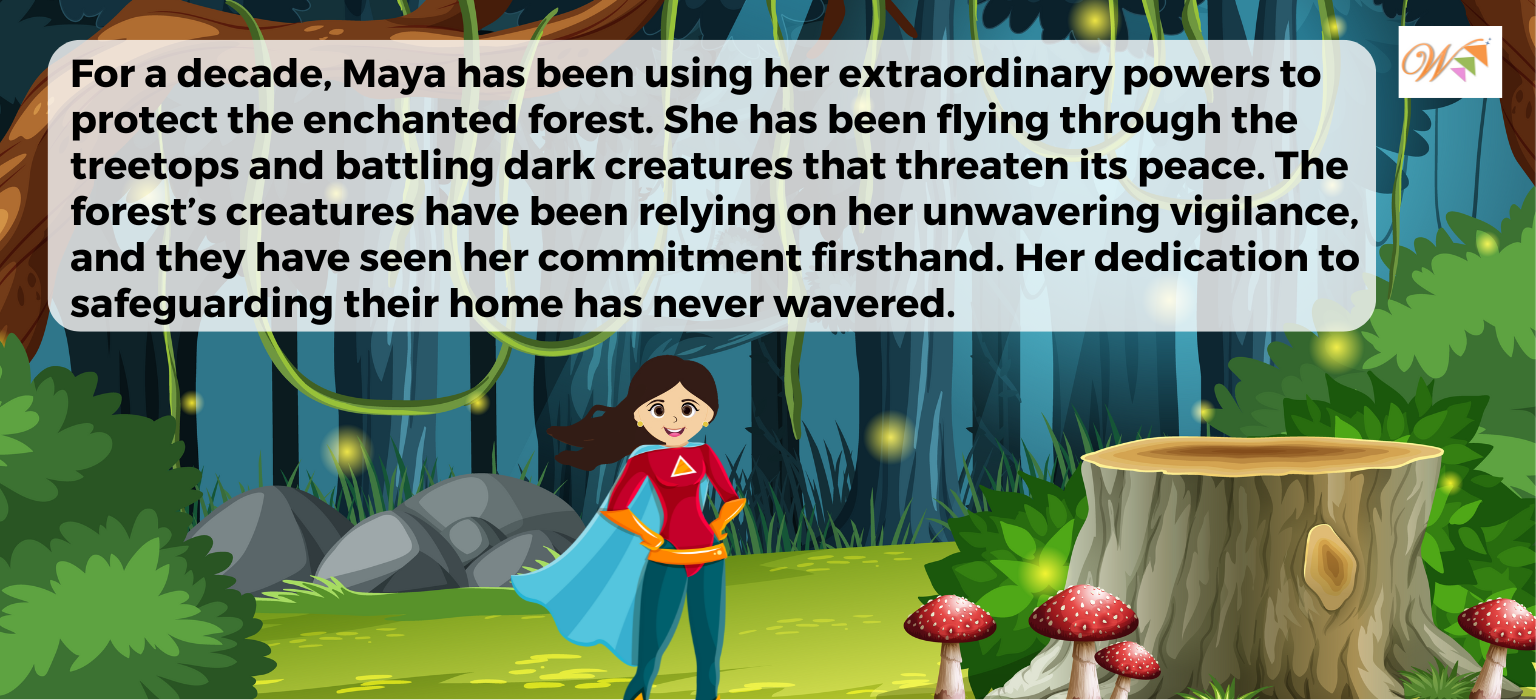 For a decade, Maya has been using her extraordinary powers to
protect the enchanted forest. She has been flying through the
treetops and battling dark creatures that threaten its peace. The
forest’s creatures have been relying on her unwavering vigilance,
and they have seen her commitment firsthand. Her dedication to
safeguarding their home has never wavered.
W